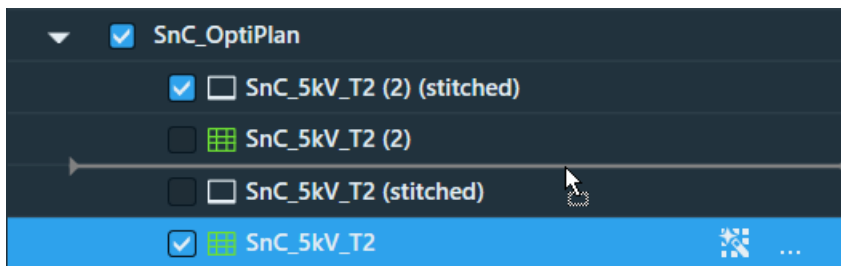 SnC_OptiPlan
SnC_5kV_T2 (2) (stitched)
SnC_5kV_T2 (2)
SnC_5kV_T2 (stitched)
SnC_5kV_T2 ...